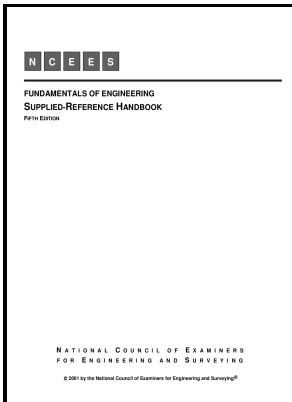 N C E E S
FUNDAMENTALS OF ENGINEERING
SUPPLIED-REFERENCE HANDBOOK
FIFTH EDITION
NATIONAL COUNCIL OF EXAMINERS
FOR ENGINEERING AND SURVEYING
© 2001 by the National Council of Examiners for Engineering and Surveying®